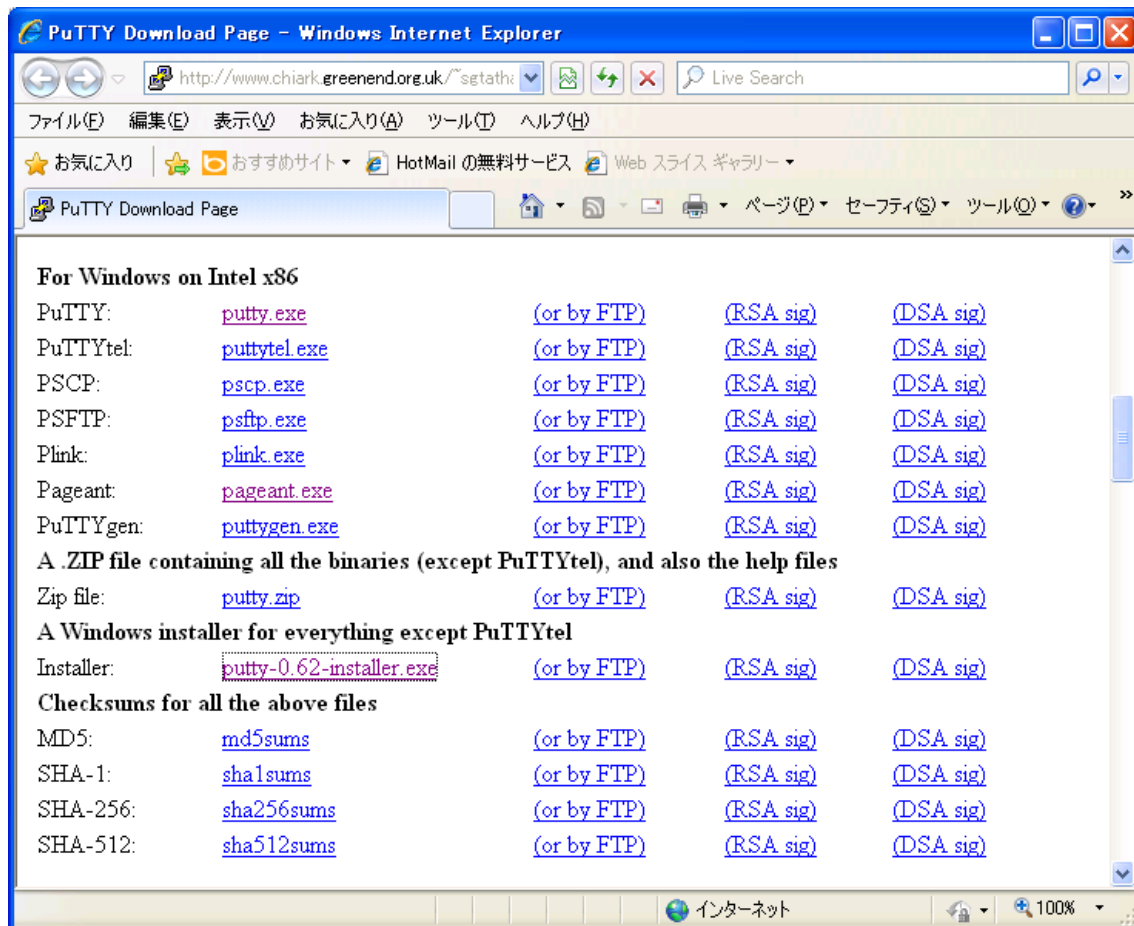 PuTTY Download Page - Windows Internet Explorer
http://www.chiark.greenend.org.uk/~sgtatha
Live Search
ファイル(F) 編集(E) 表示(V) お気に入り(A) ツール(T) ヘルプ(H)
お気に入り おすすめサイト HotMail の無料サービス Web スライス ギャラリー
PuTTY Download Page ページ(P) セーフティ(S) ツール(O) »
For Windows on Intel x86
PuTTY: putty.exe (or by FTP) (RSA sig) (DSA sig)
PuTTYtel: puttytel.exe (or by FTP) (RSA sig) (DSA sig)
PSCP: pscp.exe (or by FTP) (RSA sig) (DSA sig)
PSFTP: psftp.exe (or by FTP) (RSA sig) (DSA sig)
Plink: plink.exe (or by FTP) (RSA sig) (DSA sig)
Pageant: pageant.exe (or by FTP) (RSA sig) (DSA sig)
PuTTYgen: puttygen.exe (or by FTP) (RSA sig) (DSA sig)
A .ZIP file containing all the binaries (except PuTTYtel), and also the help files
Zip file: putty.zip (or by FTP) (RSA sig) (DSA sig)
A Windows installer for everything except PuTTYtel
Installer: putty-0.62-installer.exe (or by FTP) (RSA sig) (DSA sig)
Checksums for all the above files
MD5: md5sums (or by FTP) (RSA sig) (DSA sig)
SHA-1: sha1sums (or by FTP) (RSA sig) (DSA sig)
SHA-256: sha256sums (or by FTP) (RSA sig) (DSA sig)
SHA-512: sha512sums (or by FTP) (RSA sig) (DSA sig)
インターネット 100%